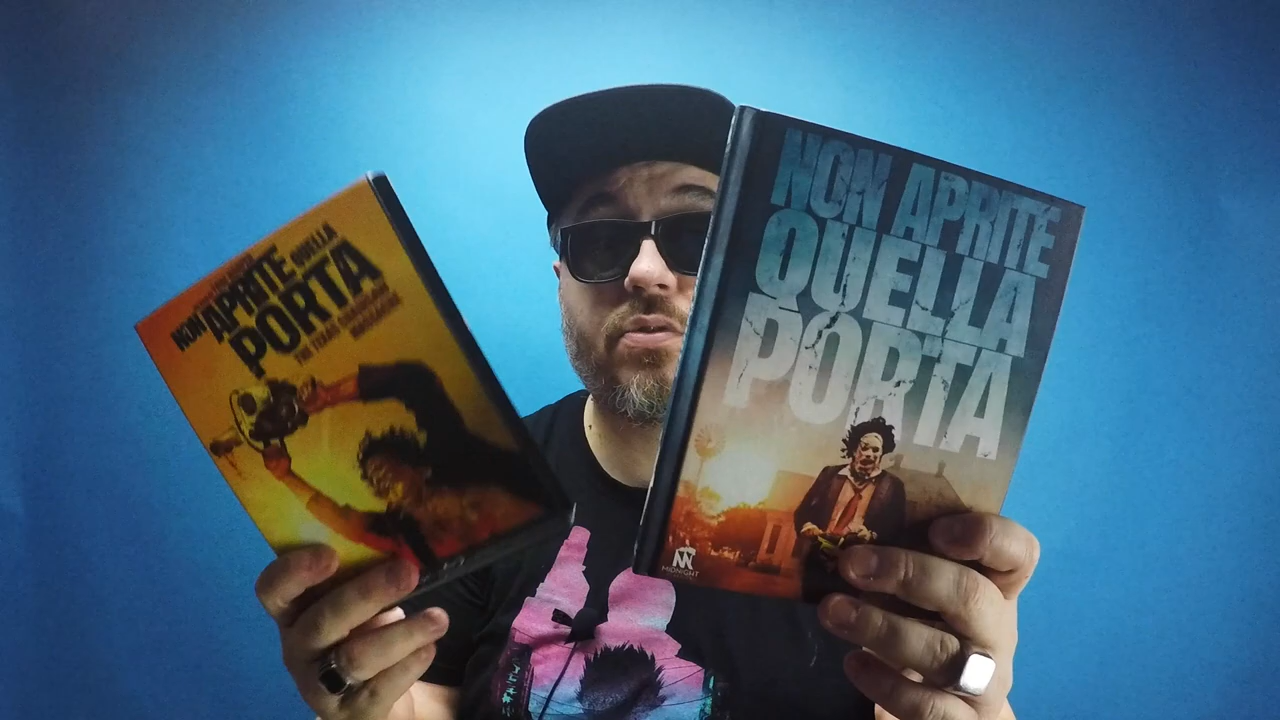 NON APRITE QUELLA
PORTA
THE TEXAS CHAINSAW
MASSACRE
NON APRITE
QUELLA
PORTA
MIDNIGHT